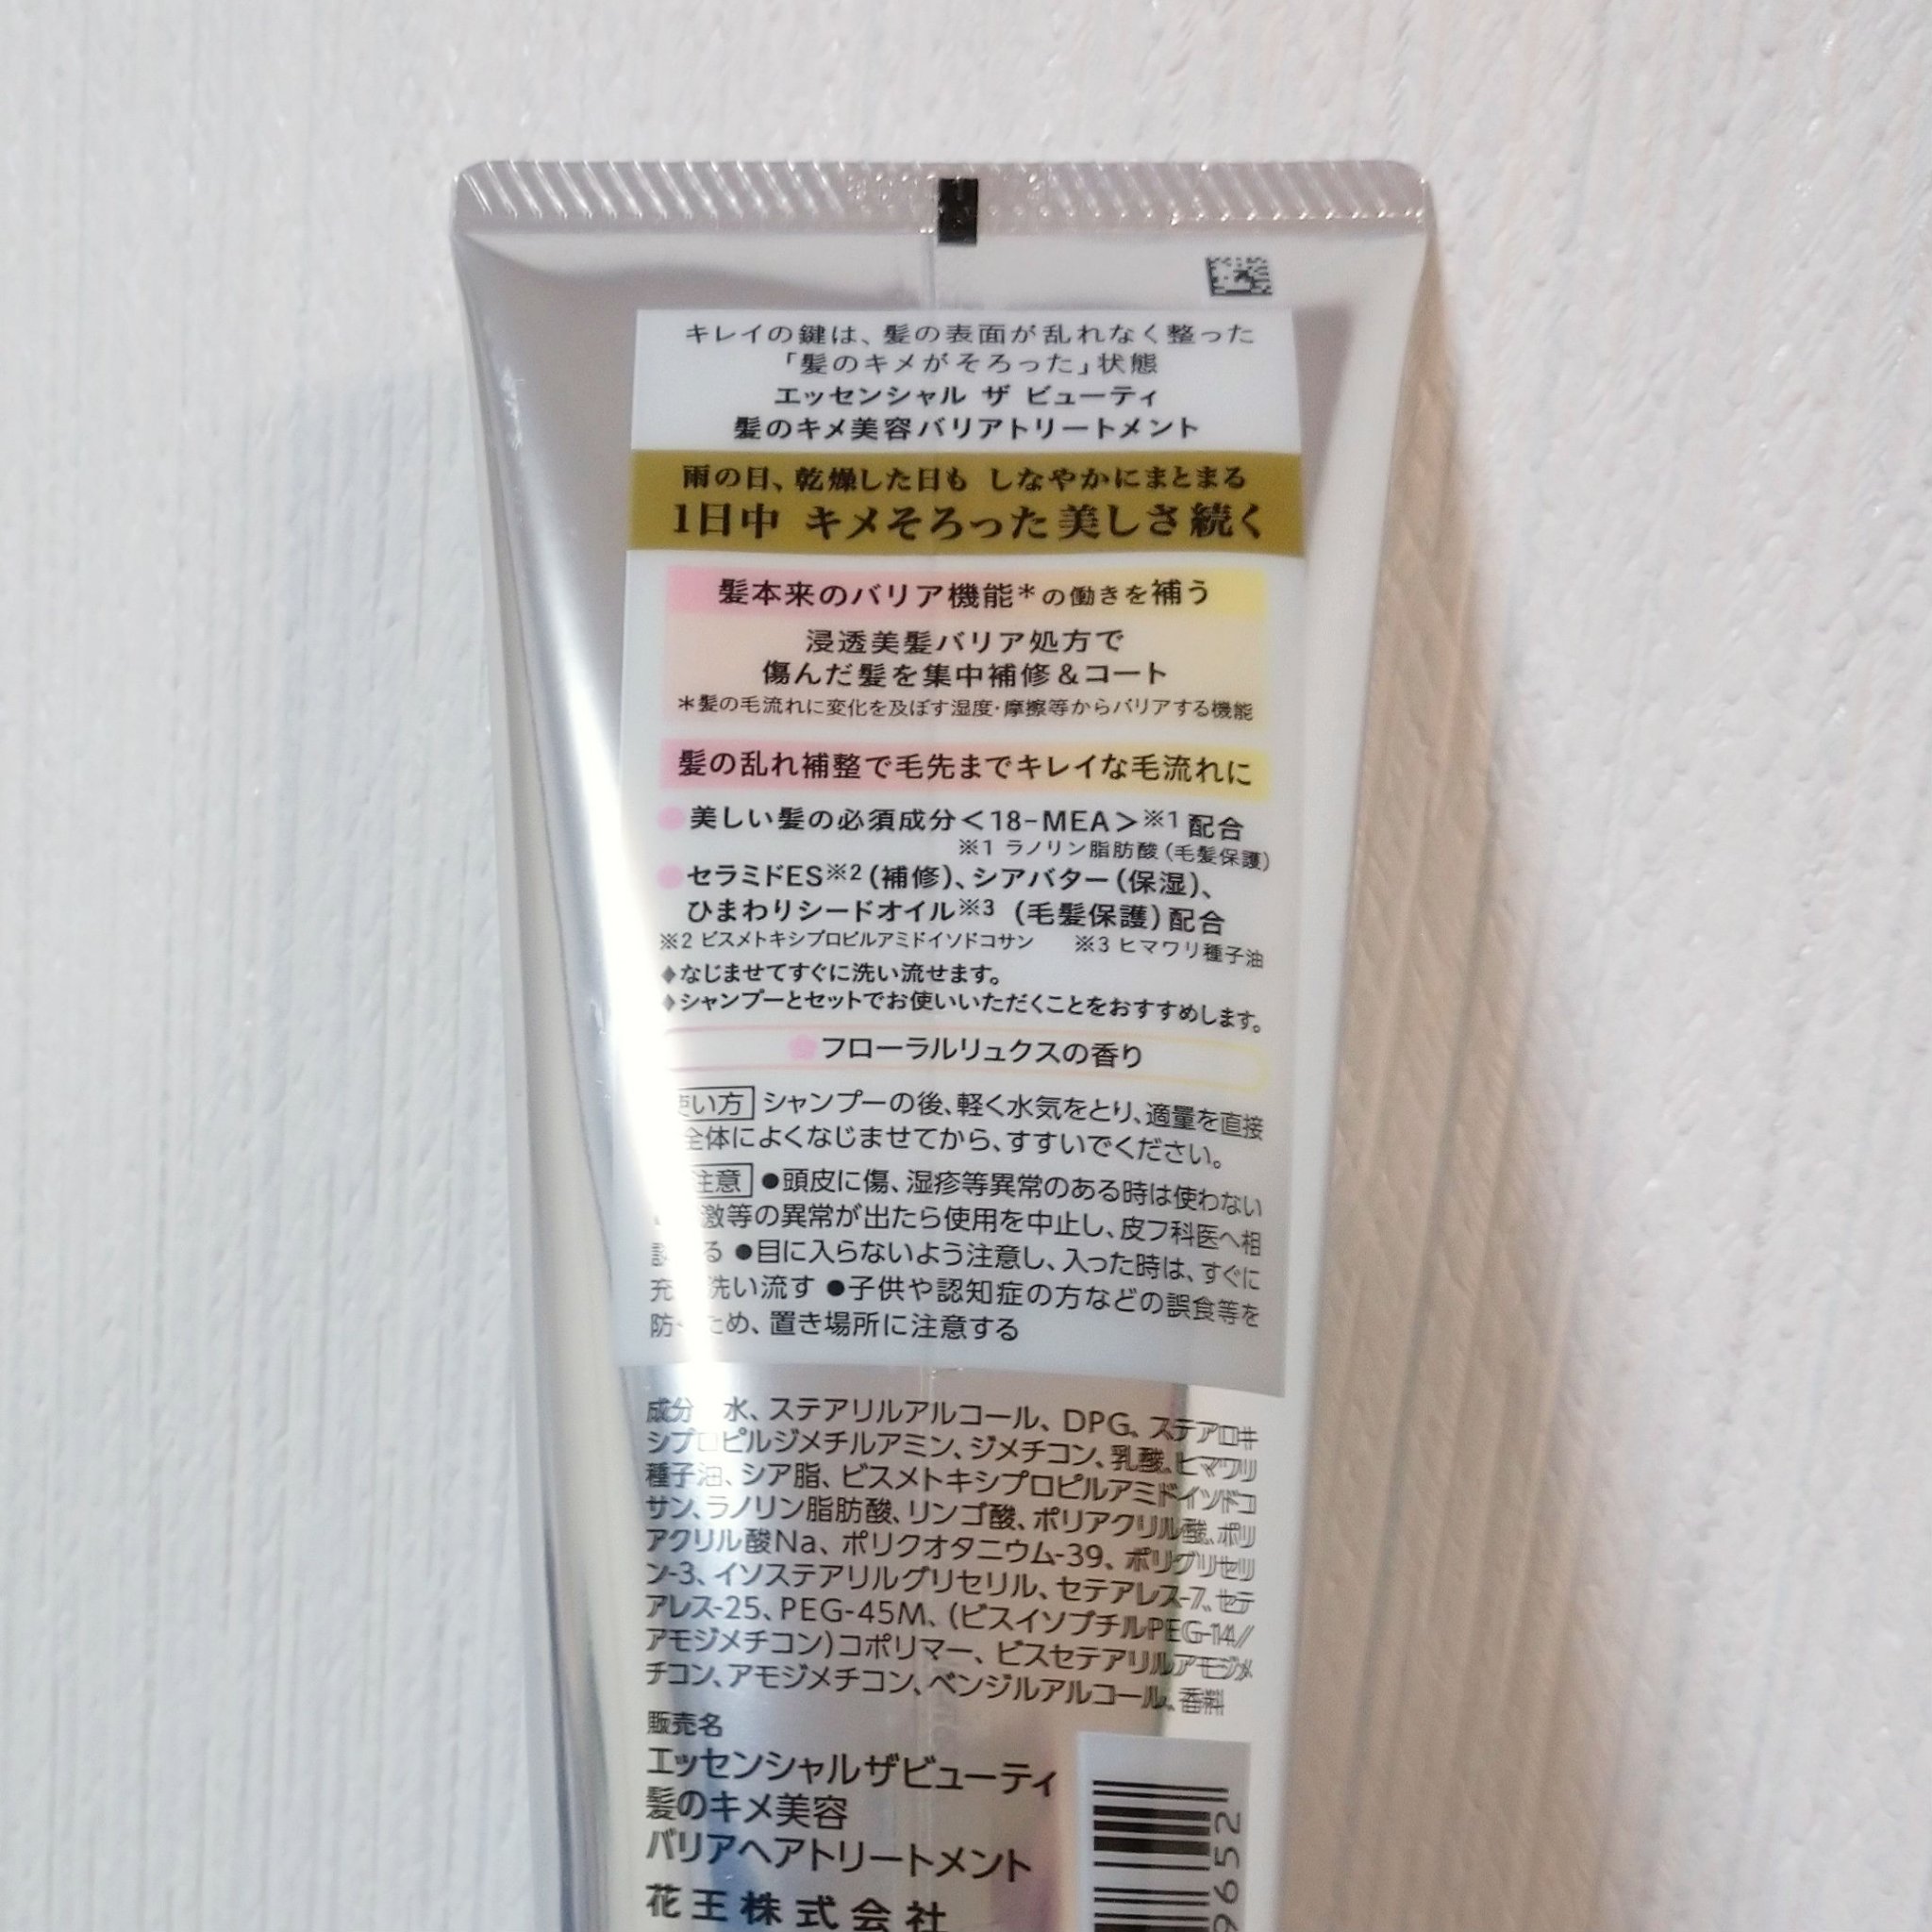 キレイの鍵は、髪の表面が乱れなく整った
「髪のキメがそろった」状態
エッセンシャル ザ ビューティ
髪のキメ美容バリアトリートメント
雨の日、乾燥した日も しなやかにまとまる
1日中 キメそろった美しさ続く
髪本来のバリア機能*の働きを補う
浸透美髪バリア処方で
傷んだ髪を集中補修&コート
*髪の毛流れに変化を及ぼす湿度・摩擦等からバリアする機能
髪の乱れ補整で毛先までキレイな毛流れに
美しい髪の必須成分<18-MEA>※1 配合
※1 ラノリン脂肪酸(毛髪保護)
セラミドES※2(補修)、シアバター(保湿)、
ひまわりシードオイル※3 (毛髪保護)配合
※2 ビスメトキシプロピルアミドイソドコサン ※3 ヒマワリ種子油
◆なじませてすぐに洗い流せます。
◆シャンプーとセットでお使いいただくことをおすすめします。
フローラルリュクスの香り
い方 シャンプーの後、軽く水気をとり、適量を直接
全体によくなじませてから、すすいでください。
注意 ●頭皮に傷、湿疹等異常のある時は使わない
激等の異常が出たら使用を中止し、皮フ科医へ相
る ●目に入らないよう注意し、入った時は、すぐに
充 洗い流す ●子供や認知症の方などの誤食等を
防 ため、置き場所に注意する
成分 水、ステアリルアルコール、DPG、ステアロキ
シプロピルジメチルアミン、ジメチコン、乳酸、ヒマワリ
種子油、シア脂、ビスメトキシプロピルアミドイソドコ
サン、ラノリン脂肪酸、リンゴ酸、ポリアクリル酸、ポリ
アクリル酸Na、ポリクオタニウム-39、ポリグリセリ
ン-3、イソステアリルグリセリル、セテアレス-7、セテ
アレス-25、PEG-45M、(ビスイソブチルPEG-14/
アモジメチコン)コポリマー、ビスセテアリルアモジメ
チコン、アモジメチコン、ベンジルアルコール、香料
販売名
エッセンシャルザビューティ
髪のキメ美容
バリアヘアトリートメント
花王株式会社
9652